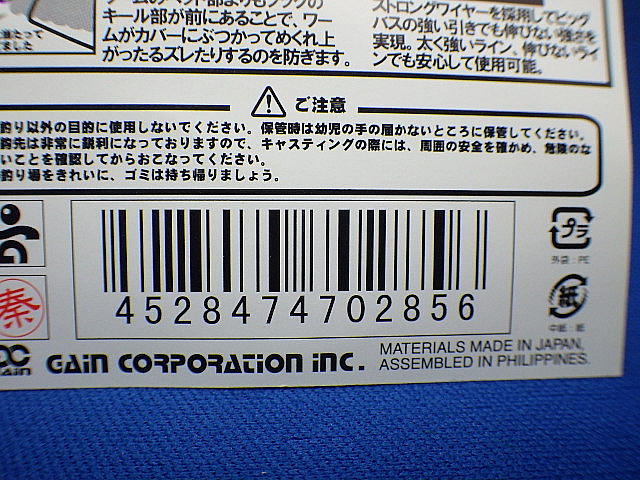 キール部が前にあることで、ワー
ムがカバーにぶつかってめくれ上
がったるズレたりするのを防ぎます。
ストロングワイヤーを採用してビッグ
バスの強い引きでも伸びない強さを
実現。太く強いライン、伸びないライ
ンでも安心して使用可能。
ご注意
釣り以外の目的に使用しないでください。保管時は幼児の手の届かないところに保管してください。
鈎先は非常に鋭利になっておりますので、キャスティングの際には、周囲の安全を確かめ、危険のな
いことを確認してからおこなってください。
釣り場をきれいに、ゴミは持ち帰りましょう。
プラ
外袋:PE
紙
中紙:紙
秦
4528474702856
GAIN CORPORATION INC.
MATERIALS MADE IN JAPAN,
ASSEMBLED IN PHILIPPINES.